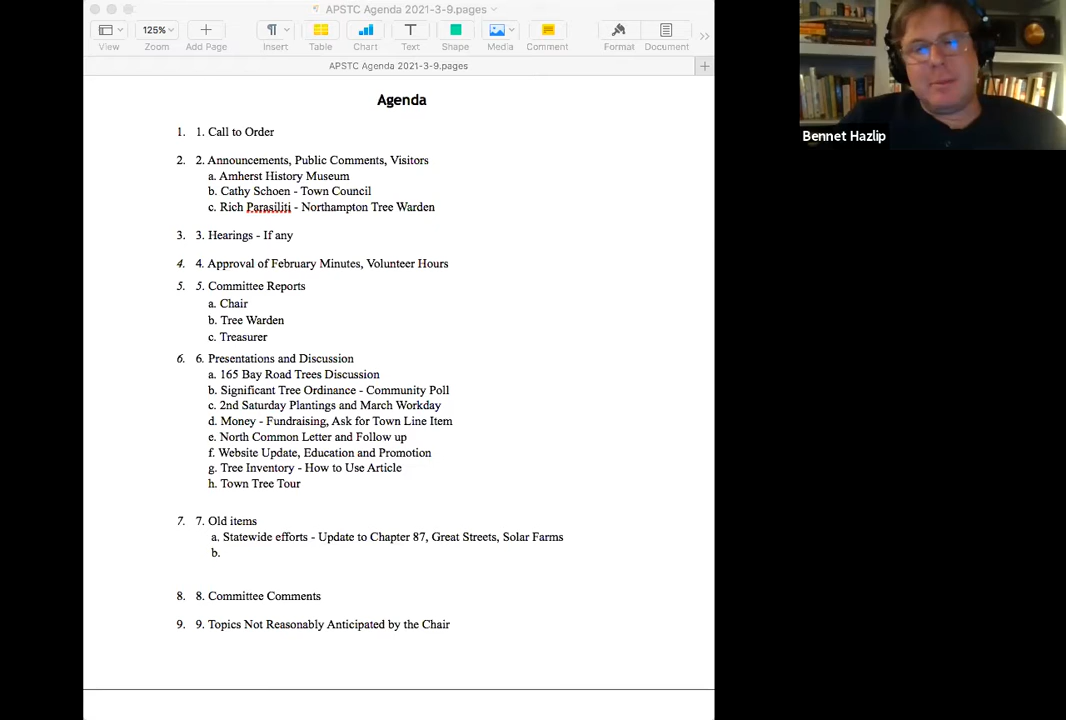 APSTC Agenda 2021-3-9.pages
125%
View
Zoom
Add Page
Insert
Table
Chart
Text
Shape
Media
Comment
Format
Document
APSTC Agenda 2021-3-9.pages
Agenda
1. 1. Call to Order
2. 2. Announcements, Public Comments, Visitors
a. Amherst History Museum
b. Cathy Schoen - Town Council
c. Rich Parasiliti - Northampton Tree Warden
3. 3. Hearings - If any
4. 4. Approval of February Minutes, Volunteer Hours
5. 5. Committee Reports
a. Chair
b. Tree Warden
c. Treasurer
6. 6. Presentations and Discussion
a. 165 Bay Road Trees Discussion
b. Significant Tree Ordinance - Community Poll
c. 2nd Saturday Plantings and March Workday
d. Money - Fundraising, Ask for Town Line Item
e. North Common Letter and Follow up
f. Website Update, Education and Promotion
g. Tree Inventory - How to Use Article
h. Town Tree Tour
7. 7. Old items
a. Statewide efforts - Update to Chapter 87, Great Streets, Solar Farms
b.
8. 8. Committee Comments
9. 9. Topics Not Reasonably Anticipated by the Chair
Bennet Hazlip